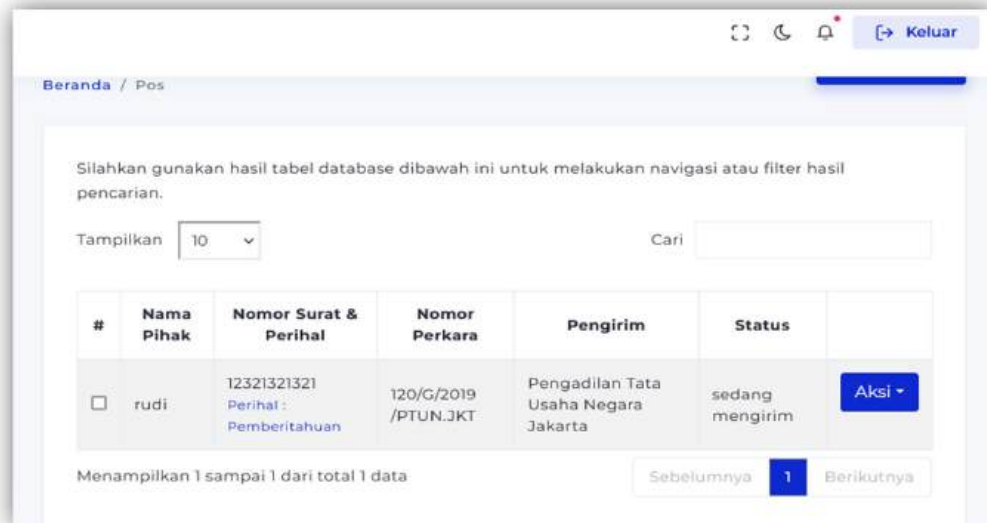 Keluar
Beranda / Pos
Silahkan gunakan hasil tabel database dibawah ini untuk melakukan navigasi atau filter hasil
pencarian.
Tampilkan 10 Cari
# Nama Pihak Nomor Surat & Perihal Nomor Perkara Pengirim Status
rudi 12321321321 Perihal : Pemberitahuan 120/G/2019 /PTUN.JKT Pengadilan Tata Usaha Negara Jakarta sedang mengirim Aksi
Menampilkan 1 sampai 1 dari total 1 data Sebelumnya 1 Berikutnya